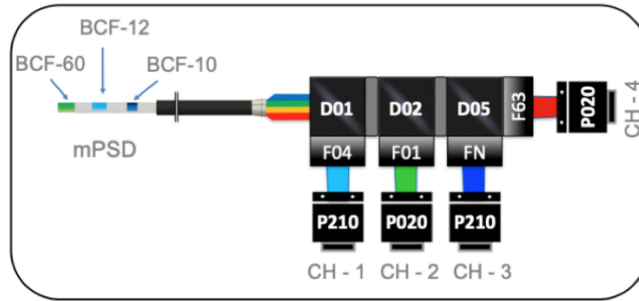 BCF-12
BCF-60
BCF-10
mPSD
D01
D02
D05
F63
P020
CH - 4
F04
F01
FN
P210
P020
P210
CH - 1
CH - 2
CH - 3